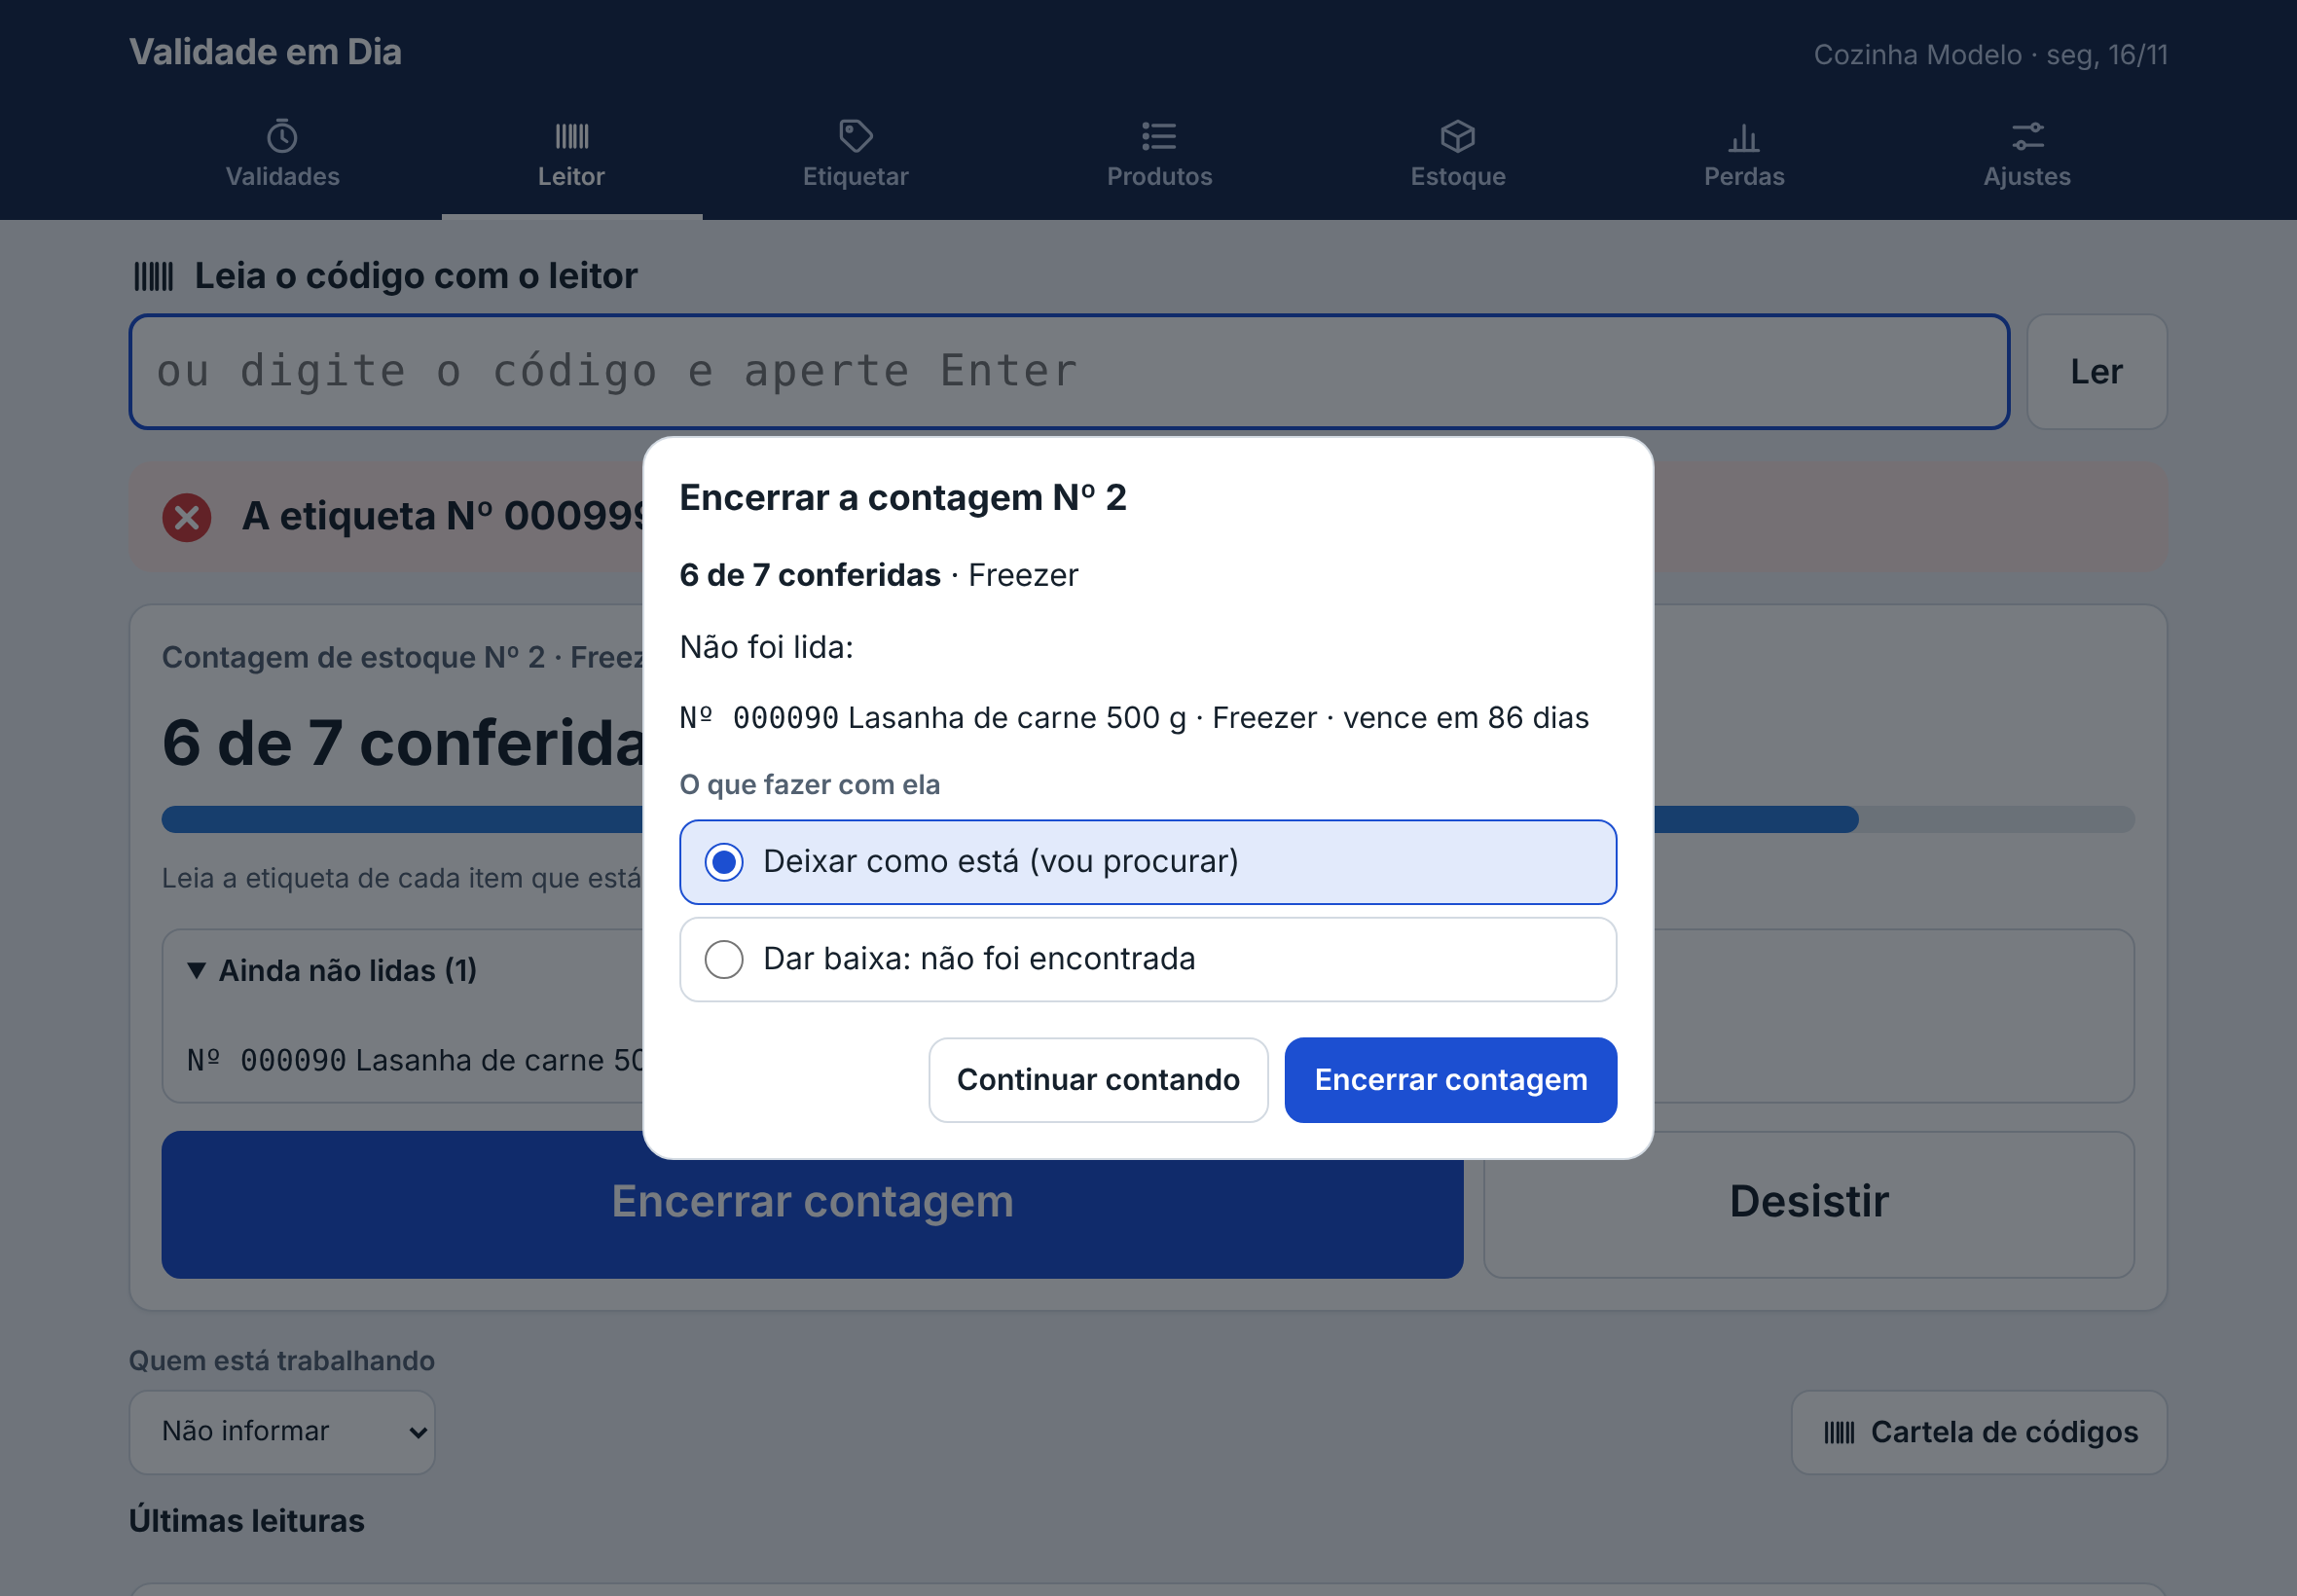 Validade em Dia
Cozinha Modelo · seg, 16/11
Validades
Leitor
Etiquetar
Produtos
Estoque
Perdas
Ajustes
Leia o código com o leitor
ou digite o código e aperte Enter
Ler
A etiqueta Nº
Encerrar a contagem Nº 2
6 de 7 conferidas · Freezer
Não foi lida:
Nº 000090 Lasanha de carne 500 g · Freezer · vence em 86 dias
O que fazer com ela
Deixar como está (vou procurar)
Dar baixa: não foi encontrada
Continuar contando
Encerrar contagem
Contagem de estoque Nº 2 ·
6 de 7
Leia a etiqueta de cada item que está
Ainda não lidas (1)
Nº 000090 Lasanha de carne
Encerrar contagem
Desistir
Quem está trabalhando
Não informar
Cartela de códigos
Últimas leituras